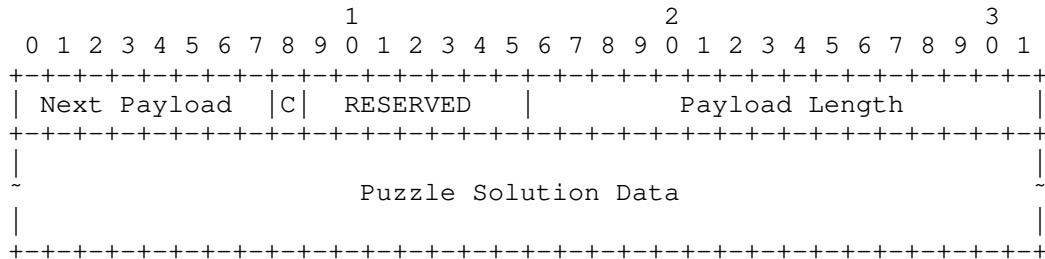 1                   2                   3
 0 1 2 3 4 5 6 7 8 9 0 1 2 3 4 5 6 7 8 9 0 1 2 3 4 5 6 7 8 9 0 1
+-+-+-+-+-+-+-+-+-+-+-+-+-+-+-+-+-+-+-+-+-+-+-+-+-+-+-+-+-+-+-+-+
| Next Payload  |C|  RESERVED   |         Payload Length        |
+-+-+-+-+-+-+-+-+-+-+-+-+-+-+-+-+-+-+-+-+-+-+-+-+-+-+-+-+-+-+-+-+
|                                                               |
~                     Puzzle Solution Data                      ~
|                                                               |
+-+-+-+-+-+-+-+-+-+-+-+-+-+-+-+-+-+-+-+-+-+-+-+-+-+-+-+-+-+-+-+-+